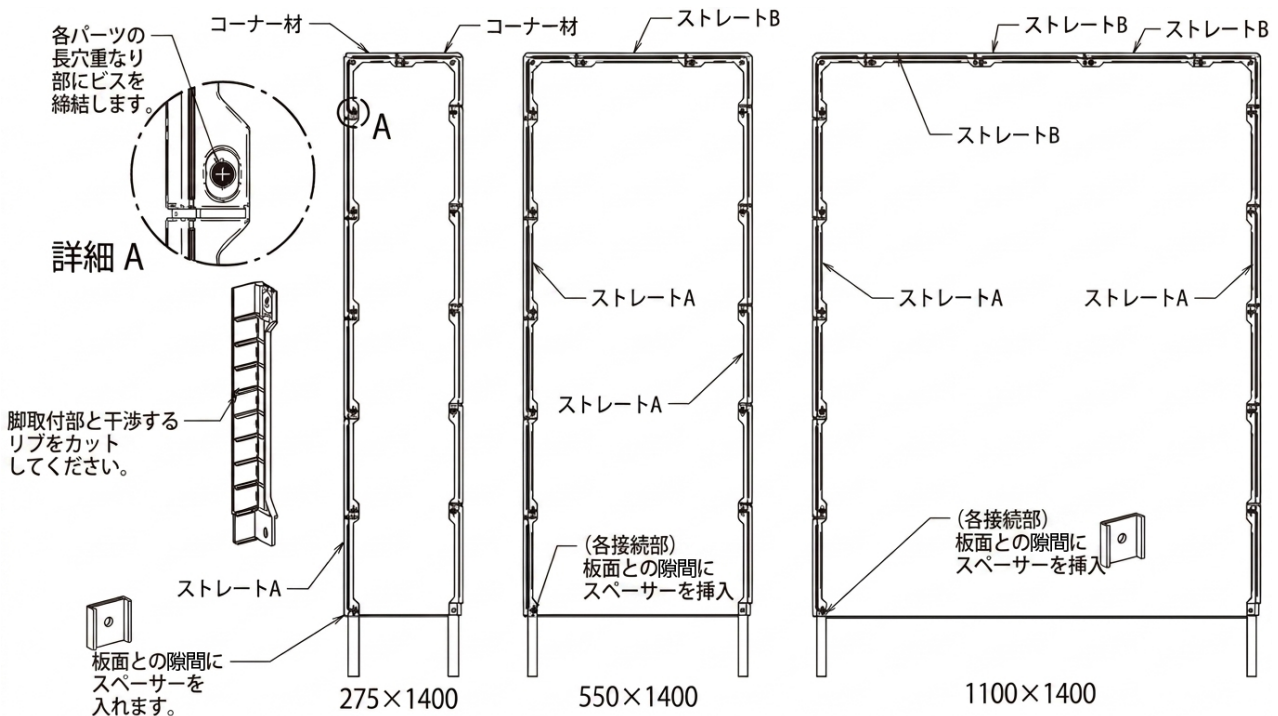 各パーツの
長穴重なり
部にビスを
締結します。
コーナー材
コーナー材
ストレートB
ストレートB
ストレートB
ストレートB
A
詳細 A
ストレートA
ストレートA
ストレートA
ストレートA
脚取付部と干渉する
リブをカット
してください。
ストレートA
(各接続部)
板面との隙間に
スペーサーを挿入
(各接続部)
板面との隙間に
スペーサーを挿入
板面との隙間に
スペーサーを
入れます。
275×1400
550×1400
1100×1400